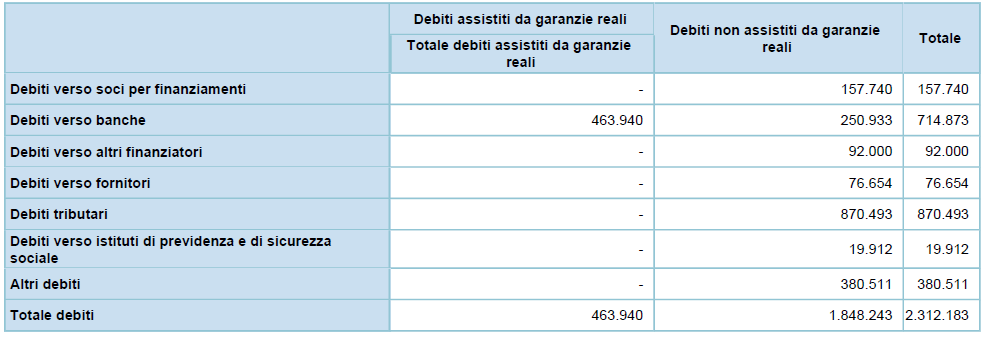 Debiti assistiti da garanzie reali
Debiti non assistiti da garanzie
reali
Totale
Totale debiti assistiti da garanzie
reali
Debiti verso soci per finanziamenti - 157.740 157.740
Debiti verso banche 463.940 250.933 714.873
Debiti verso altri finanziatori - 92.000 92.000
Debiti verso fornitori - 76.654 76.654
Debiti tributari - 870.493 870.493
Debiti verso istituti di previdenza e di sicurezza
sociale - 19.912 19.912
Altri debiti - 380.511 380.511
Totale debiti 463.940 1.848.243 2.312.183